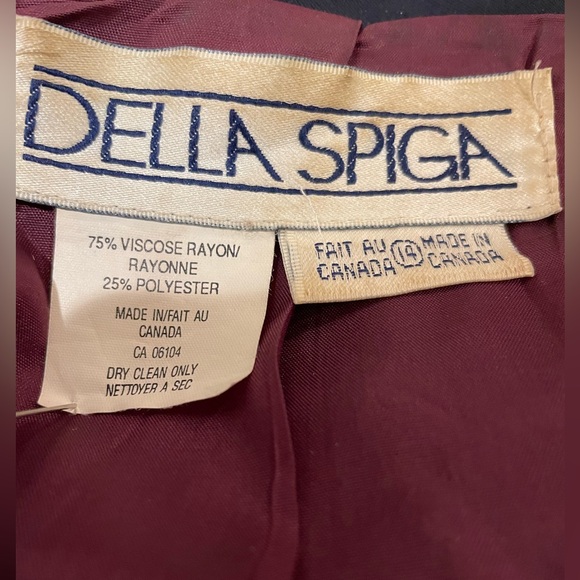 DELLA SPIGA
75% VISCOSE RAYON/
RAYONNE
25% POLYESTER
MADE IN/FAIT AU
CANADA
CA 06104
DRY CLEAN ONLY
NETTOYER A SEC
FAIT AU 14 MADE IN
CANADA CANADA